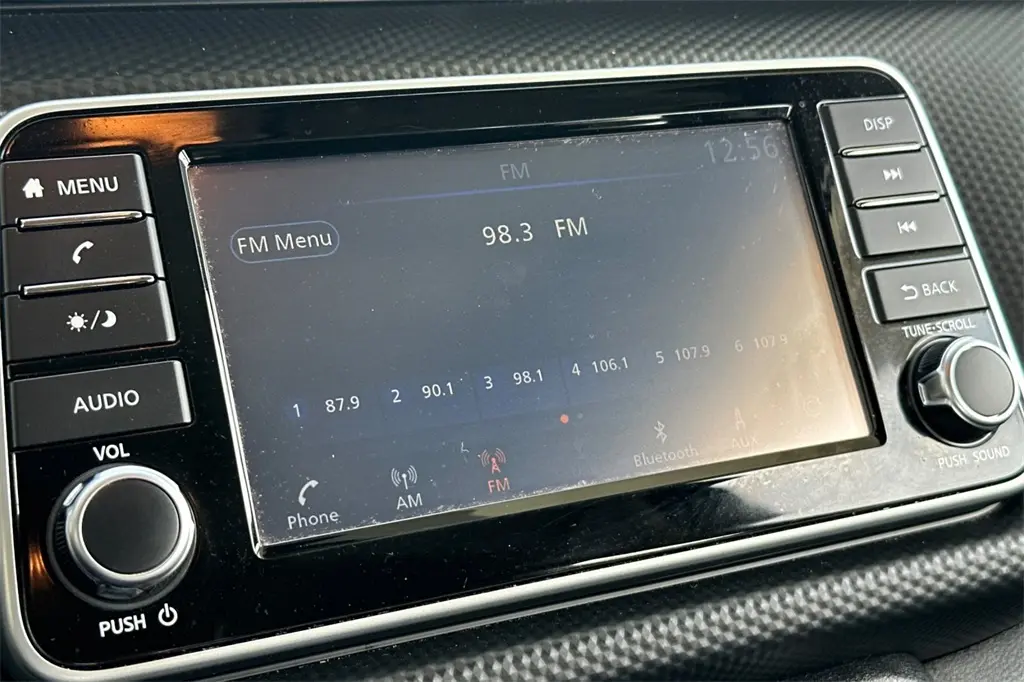 MENU
AUDIO
VOL
PUSH
FM
12:56
FM Menu
98.3 FM
1 87.9 2 90.1 3 98.1 4 106.1 5 107.9 6 107.9
Phone AM FM Bluetooth AUX
DISP
BACK
TUNE·SCROLL
PUSH SOUND